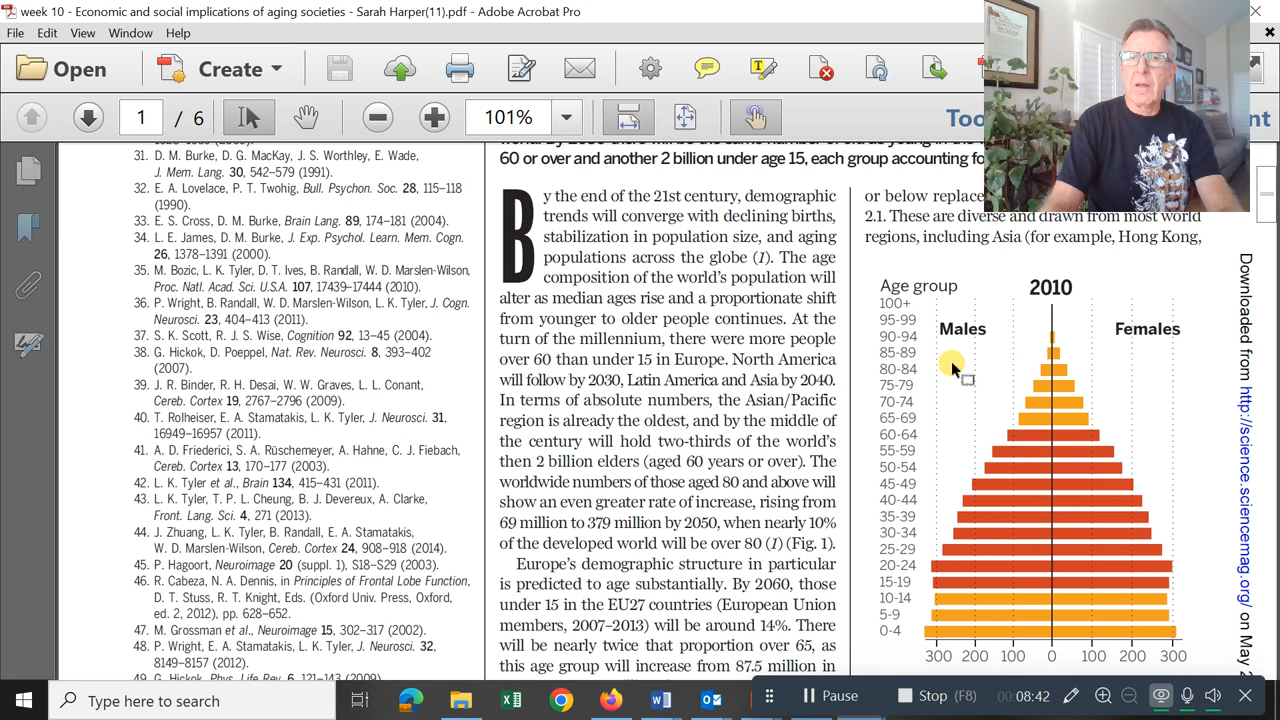 week 10 - Economic and social implications of aging societies - Sarah Harper(11).pdf - Adobe Acrobat Pro
File Edit View Window Help
Open Create
1 / 6 101%
31. D. M. Burke, D. G. MacKay, J. S. Worthley, E. Wade,
J. Mem. Lang. 30, 542–579 (1991).
32. E. A. Lovelace, P. T. Twohig, Bull. Psychon. Soc. 28, 115–118
(1990).
33. E. S. Cross, D. M. Burke, Brain Lang. 89, 174–181 (2004).
34. L. E. James, D. M. Burke, J. Exp. Psychol. Learn. Mem. Cogn.
26, 1378–1391 (2000).
35. M. Bozic, L. K. Tyler, D. T. Ives, B. Randall, W. D. Marslen-Wilson,
Proc. Natl. Acad. Sci. U.S.A. 107, 17439–17444 (2010).
36. P. Wright, B. Randall, W. D. Marslen-Wilson, L. K. Tyler, J. Cogn.
Neurosci. 23, 404–413 (2011).
37. S. K. Scott, R. J. S. Wise, Cognition 92, 13–45 (2004).
38. G. Hickok, D. Poeppel, Nat. Rev. Neurosci. 8, 393–402
(2007).
39. J. R. Binder, R. H. Desai, W. W. Graves, L. L. Conant,
Cereb. Cortex 19, 2767–2796 (2009).
40. T. Rolheiser, E. A. Stamatakis, L. K. Tyler, J. Neurosci. 31,
16949–16957 (2011).
41. A. D. Friederici, S. A. Rüschemeyer, A. Hahne, C. J. Fiebach,
Cereb. Cortex 13, 170–177 (2003).
42. L. K. Tyler et al., Brain 134, 415–431 (2011).
43. L. K. Tyler, T. P. L. Cheung, B. J. Devereux, A. Clarke,
Front. Lang. Sci. 4, 271 (2013).
44. J. Zhuang, L. K. Tyler, B. Randall, E. A. Stamatakis,
W. D. Marslen-Wilson, Cereb. Cortex 24, 908–918 (2014).
45. P. Hagoort, Neuroimage 20 (suppl. 1), S18–S29 (2003).
46. R. Cabeza, N. A. Dennis, in Principles of Frontal Lobe Function,
D. T. Stuss, R. T. Knight, Eds. (Oxford Univ. Press, Oxford,
ed. 2, 2012), pp. 628–652.
47. M. Grossman et al., Neuroimage 15, 302–317 (2002).
48. P. Wright, E. A. Stamatakis, L. K. Tyler, J. Neurosci. 32,
8149–8157 (2012).
60 or over and another 2 billion under age 15, each group accounting fo
By the end of the 21st century, demographic
trends will converge with declining births,
stabilization in population size, and aging
populations across the globe (1). The age
composition of the world’s population will
alter as median ages rise and a proportionate shift
from younger to older people continues. At the
turn of the millennium, there were more people
over 60 than under 15 in Europe. North America
will follow by 2030, Latin America and Asia by 2040.
In terms of absolute numbers, the Asian/Pacific
region is already the oldest, and by the middle of
the century will hold two-thirds of the world’s
then 2 billion elders (aged 60 years or over). The
worldwide numbers of those aged 80 and above will
show an even greater rate of increase, rising from
69 million to 379 million by 2050, when nearly 10%
of the developed world will be over 80 (1) (Fig. 1).
Europe’s demographic structure in particular
is predicted to age substantially. By 2060, those
under 15 in the EU27 countries (European Union
members, 2007–2013) will be around 14%. There
will be nearly twice that proportion over 65, as
this age group will increase from 87.5 million in
or below replace
2.1. These are diverse and drawn from most world
regions, including Asia (for example, Hong Kong,
Age group 2010
100+
95-99
Males Females
90-94
85-89
80-84
75-79
70-74
65-69
60-64
55-59
50-54
45-49
40-44
35-39
30-34
25-29
20-24
15-19
10-14
5-9
0-4
300 200 100 0 100 200 300
Downloaded from http://science.sciencemag.org/ on May 2
Type here to search
Pause Stop (F8) 00:08:42